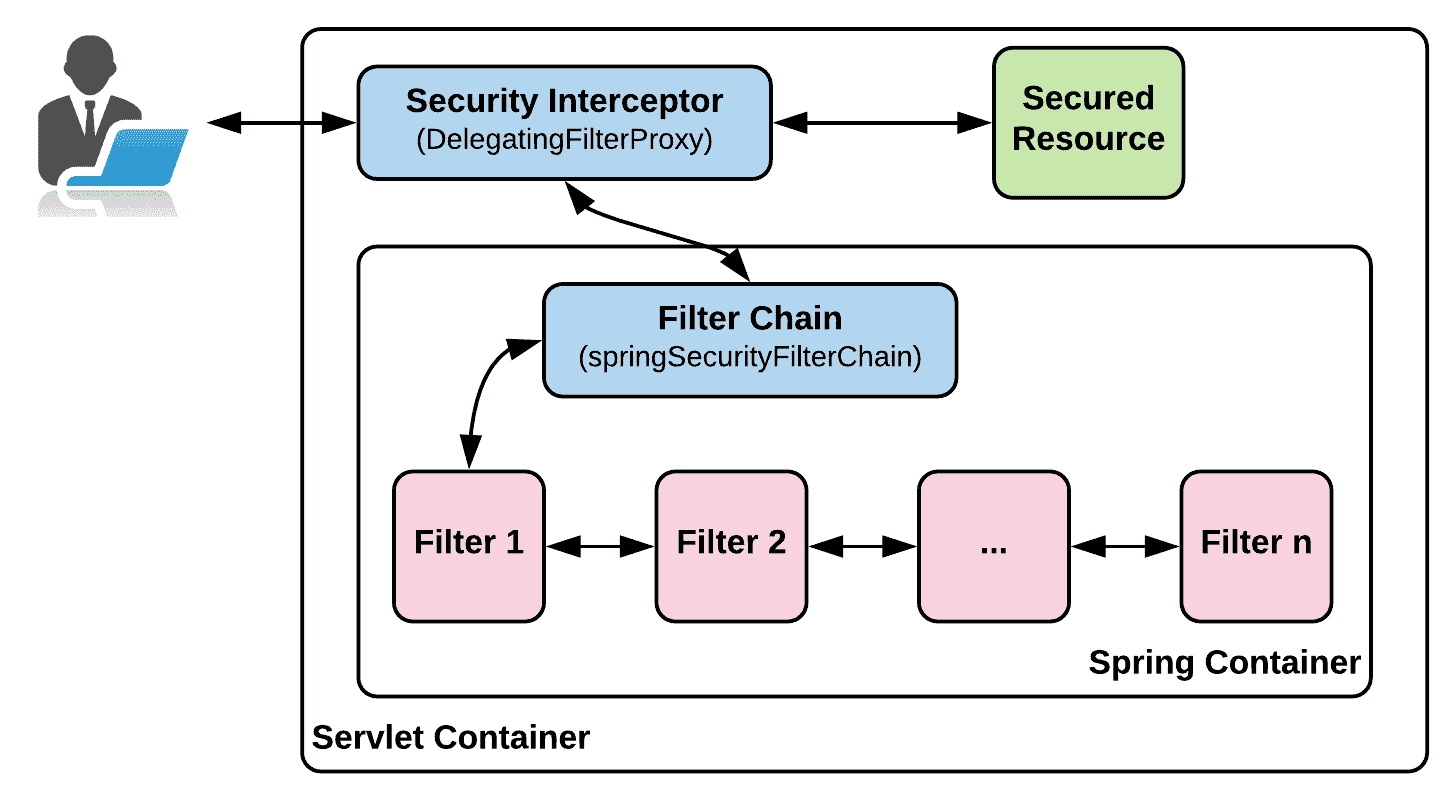 Security Interceptor
(DelegatingFilterProxy)
Secured
Resource
Filter Chain
(springSecurityFilterChain)
Filter 1
Filter 2
...
Filter n
Spring Container
Servlet Container